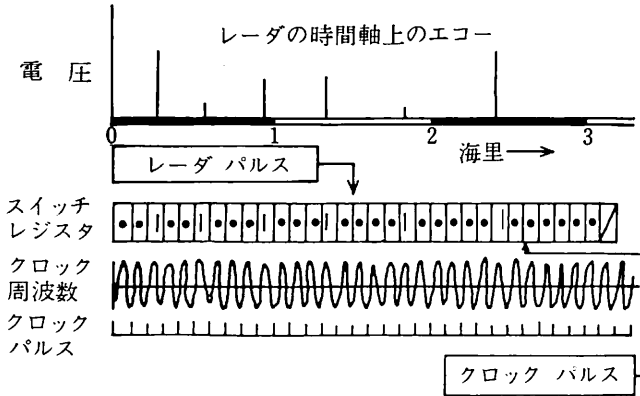 レーダの時間軸上のエコー
電 圧
0 1 2 3
海里
レーダ パルス
スイッチ
レジスタ
クロック
周波数
クロック
パルス
クロック パルス